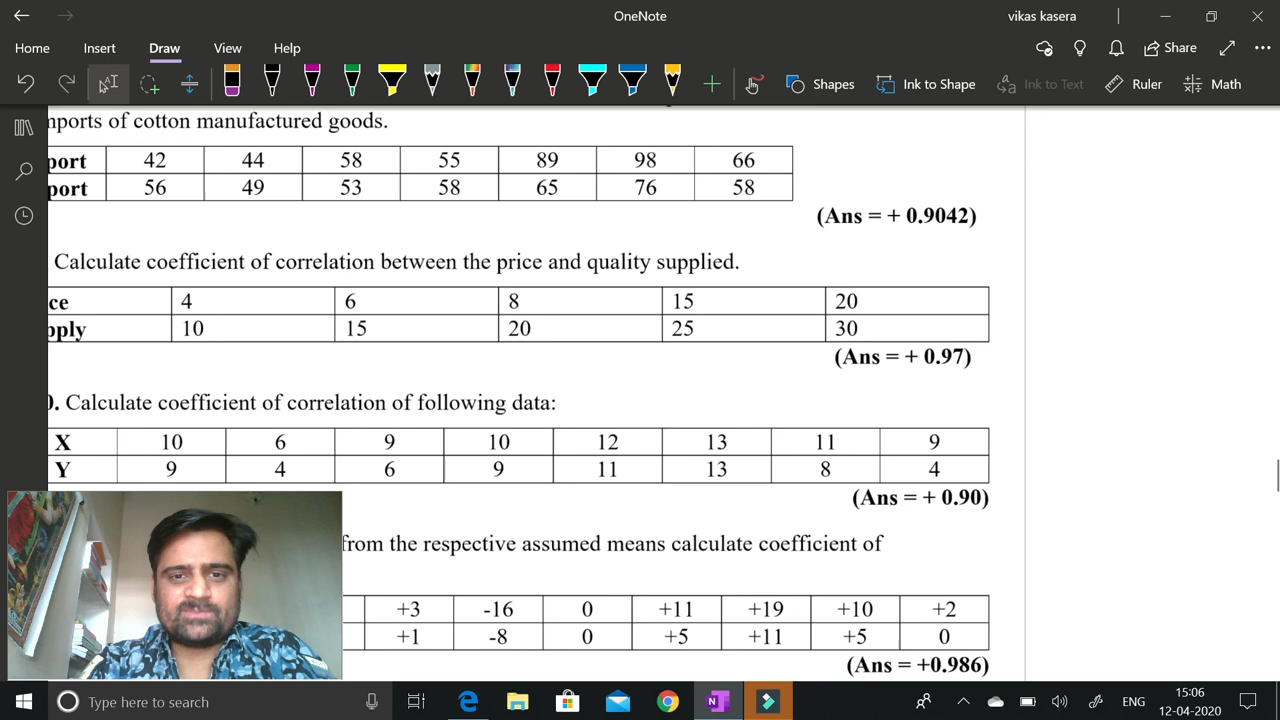 OneNote
vikas kasera
Home Insert Draw View Help
Share
Shapes Ink to Shape Ink to Text Ruler Math
mports of cotton manufactured goods.
port 42 44 58 55 89 98 66
port 56 49 53 58 65 76 58
(Ans = + 0.9042)
Calculate coefficient of correlation between the price and quality supplied.
ce 4 6 8 15 20
pply 10 15 20 25 30
(Ans = + 0.97)
0. Calculate coefficient of correlation of following data:
X 10 6 9 10 12 13 11 9
Y 9 4 6 9 11 13 8 4
(Ans = + 0.90)
from the respective assumed means calculate coefficient of
+3 -16 0 +11 +19 +10 +2
+1 -8 0 +5 +11 +5 0
(Ans = +0.986)
Type here to search
ENG
15:06
12-04-2020